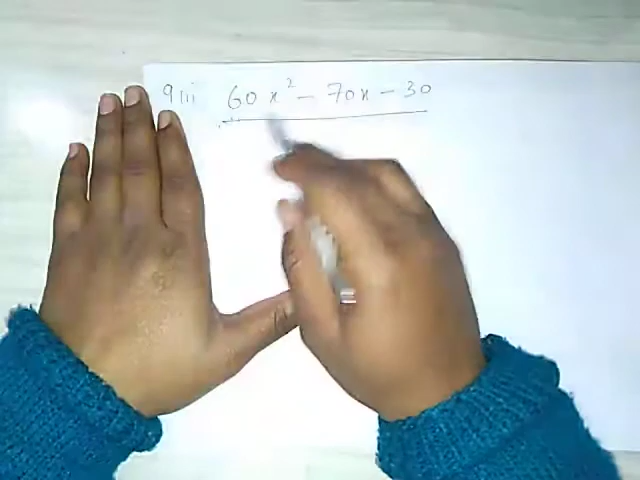 9iii 60x² - 70x - 30